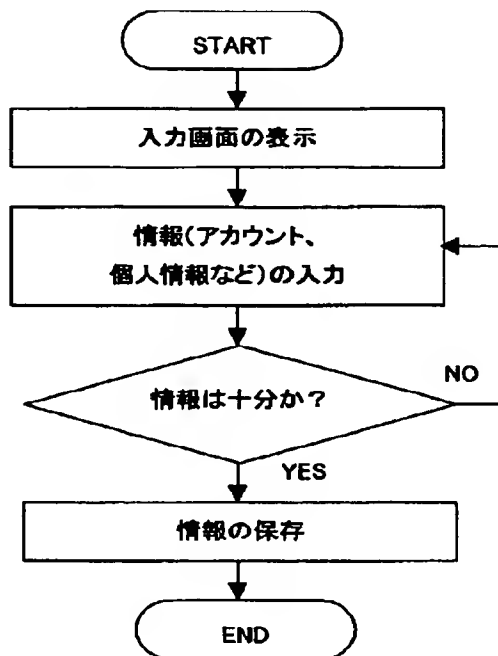 START
入力画面の表示
情報(アカウント、
個人情報など)の入力
情報は十分か?
NO
YES
情報の保存
END